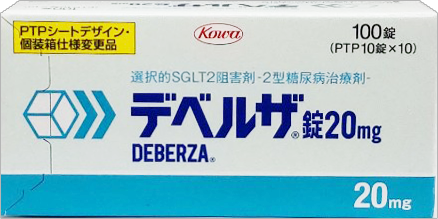 PTPシートデザイン・
個装箱仕様変更品
Kowa
100錠
(PTP10錠×10)
選択的SGLT2阻害剤-2型糖尿病治療剤-
デベルザ®錠20mg
DEBERZA®
20mg